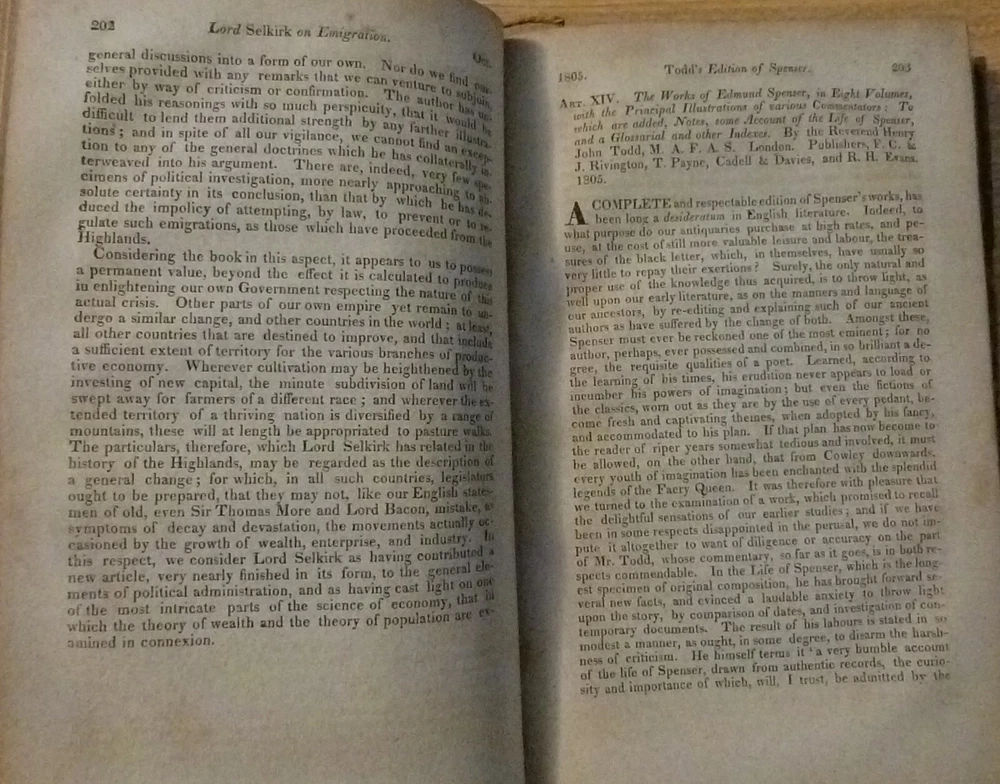 202
Lord Selkirk on Emigration.
Oct.
general discussions into a form of our own. Nor do we find our-
selves provided with any remarks that we can venture to subjoin,
either by way of criticism or confirmation. The author has un-
folded his reasonings with so much perspicuity, that it would be
difficult to lend them additional strength by any farther illustra-
tions; and in spite of all our vigilance, we cannot find an excep-
tion to any of the general doctrines which he has collaterally in-
terweaved into his argument. There are, indeed, very few spe-
cimens of political investigation, more nearly approaching to ab-
solute certainty in its conclusion, than that by which he has de-
duced the impolicy of attempting, by law, to prevent or to re-
gulate such emigrations, as those which have proceeded from the
Highlands.
Considering the book in this aspect, it appears to us to possess
a permanent value, beyond the effect it is calculated to produce
in enlightening our own Government respecting the nature of this
actual crisis. Other parts of our own empire yet remain to un-
dergo a similar change, and other countries in the world; at least,
all other countries that are destined to improve, and that include
a sufficient extent of territory for the various branches of produc-
tive economy. Wherever cultivation may be heightened by the
investing of new capital, the minute subdivision of land will be
swept away for farmers of a different race; and wherever the ex-
tended territory of a thriving nation is diversified by a range of
mountains, these will at length be appropriated to pasture walks.
The particulars, therefore, which Lord Selkirk has related in the
history of the Highlands, may be regarded as the description of
a general change; for which, in all such countries, legislators
ought to be prepared, that they may not, like our English states-
men of old, even Sir Thomas More and Lord Bacon, mistake, as
symptoms of decay and devastation, the movements actually oc-
casioned by the growth of wealth, enterprise, and industry. In
this respect, we consider Lord Selkirk as having contributed a
new article, very nearly finished in its form, to the general ele-
ments of political administration, and as having cast light on one
of the most intricate parts of the science of economy, that in
which the theory of wealth and the theory of population are ex-
amined in connexion.
1805.
Todd's Edition of Spenser.
203
ART. XIV. The Works of Edmund Spenser, in Eight Volumes,
with the Principal Illustrations of various Commentators: To
which are added, Notes, some Account of the Life of Spenser,
and a Glossarial and other Indexes. By the Reverend Henry
John Todd, M. A. F. A. S. London. Publishers, F. C. &
J. Rivington, T. Payne, Cadell & Davies, and R. H. Evans.
1805.
A COMPLETE and respectable edition of Spenser's works, has
been long a desideratum in English literature. Indeed, to
what purpose do our antiquaries purchase at high rates, and pe-
use, at the cost of still more valuable leisure and labour, the trea-
sures of the black letter, which, in themselves, have usually so
very little to repay their exertions? Surely, the only natural and
proper use of the knowledge thus acquired, is to throw light, as
well upon our early literature, as on the manners and language of
our ancestors, by re-editing and explaining such of our ancient
authors as have suffered by the change of both. Amongst these,
Spenser must ever be reckoned one of the most eminent; for no
author, perhaps, ever possessed and combined, in so brilliant a de-
gree, the requisite qualities of a poet. Learned, according to
the learning of his times, his erudition never appears to load or
incumber his powers of imagination; but even the fictions of
the classics, worn out as they are by the use of every pedant, be-
come fresh and captivating themes, when adopted by his fancy,
and accommodated to his plan. If that plan has now become to
the reader of riper years somewhat tedious and involved, it must
be allowed, on the other hand, that from Cowley downwards,
every youth of imagination has been enchanted with the splendid
legends of the Faery Queen. It was therefore with pleasure that
we turned to the examination of a work, which promised to recall
the delightful sensations of our earlier studies; and if we have
been in some respects disappointed in the perusal, we do not im-
pute it altogether to want of diligence or accuracy on the part
of Mr. Todd, whose commentary, so far as it goes, is in both re-
spects commendable. In the Life of Spenser, which is the long-
est specimen of original composition, he has brought forward se-
veral new facts, and evinced a laudable anxiety to throw light
upon the story, by comparison of dates, and investigation of con-
temporary documents. The result of his labours is stated in so
modest a manner, as ought, in some degree, to disarm the harsh-
ness of criticism. He himself terms it 'a very humble account
of the life of Spenser, drawn from authentic records, the curio-
sity and importance of which, will, I trust, be admitted by the